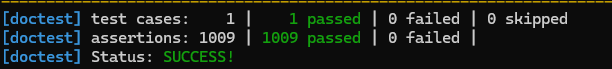 [doctest] test cases:    1 |    1 passed | 0 failed | 0 skipped
[doctest] assertions: 1009 | 1009 passed | 0 failed |
[doctest] Status: SUCCESS!